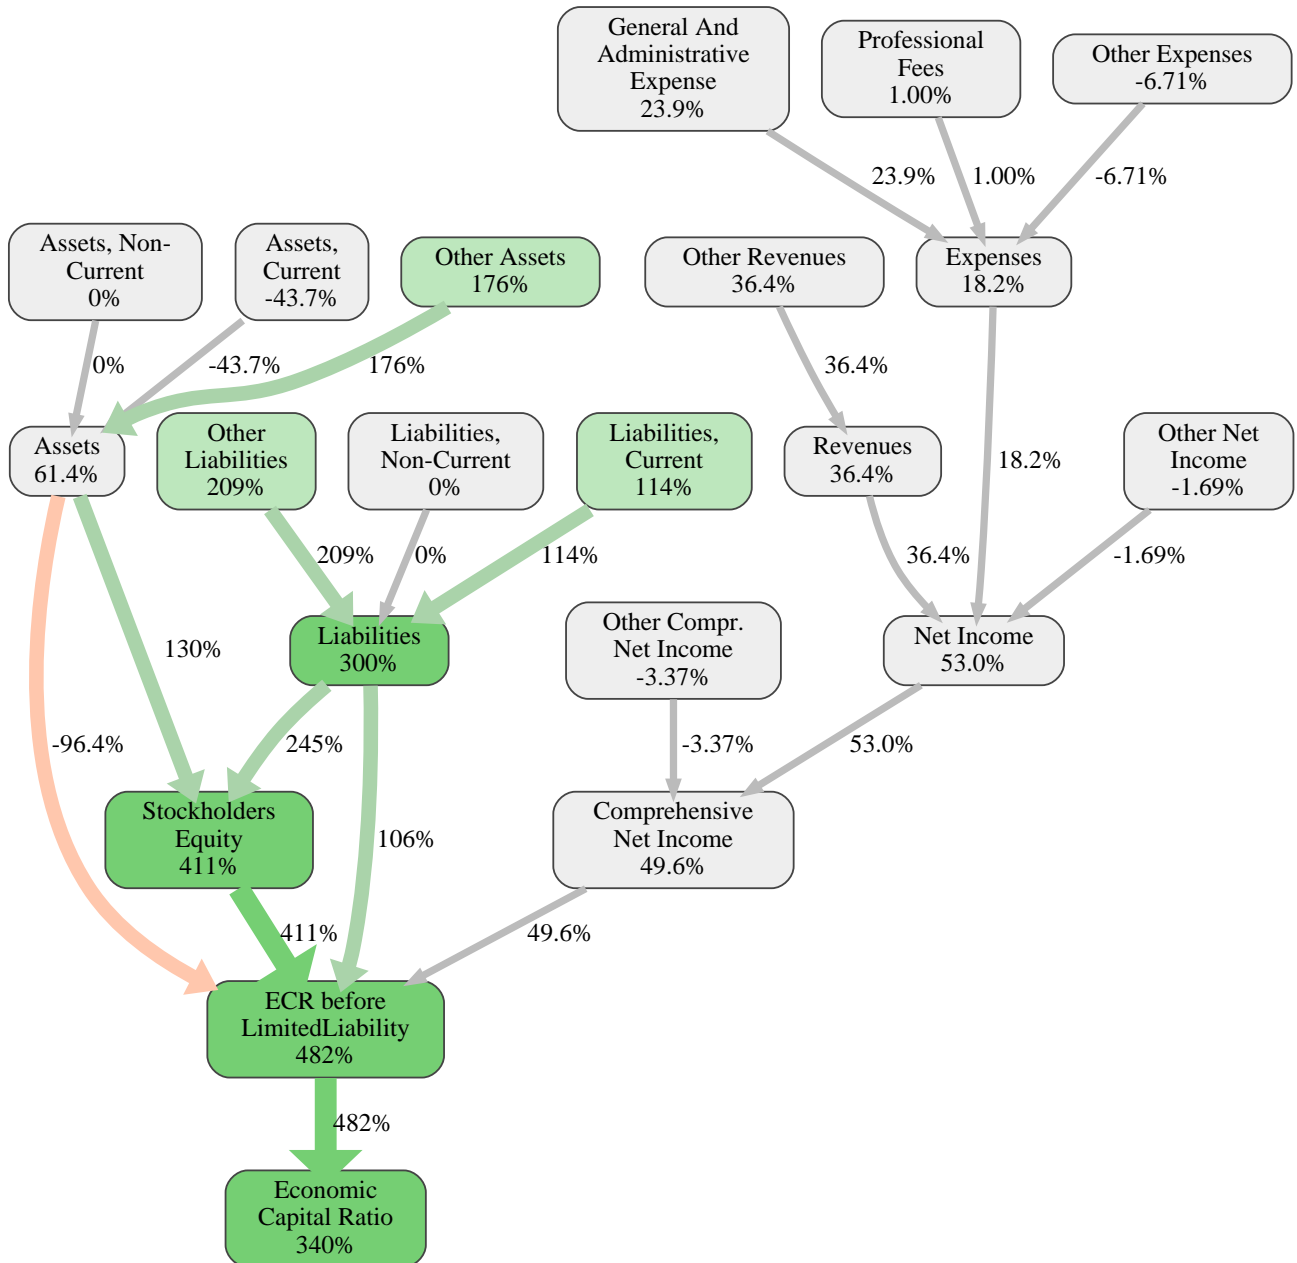 General And
Administrative
Expense
23.9%
Professional
Fees
1.00%
Other Expenses
-6.71%
23.9%
1.00%
-6.71%
Assets, Non-
Current
0%
Assets,
Current
-43.7%
Other Assets
176%
Other Revenues
36.4%
Expenses
18.2%
0%
-43.7%
176%
36.4%
Assets
61.4%
Other
Liabilities
209%
Liabilities,
Non-Current
0%
Liabilities,
Current
114%
Revenues
36.4%
18.2%
Other Net
Income
-1.69%
209%
0%
114%
36.4%
-1.69%
130%
Liabilities
300%
Other Compr.
Net Income
-3.37%
Net Income
53.0%
-96.4%
245%
-3.37%
53.0%
Stockholders
Equity
411%
106%
Comprehensive
Net Income
49.6%
411%
49.6%
ECR before
LimitedLiability
482%
482%
Economic
Capital Ratio
340%